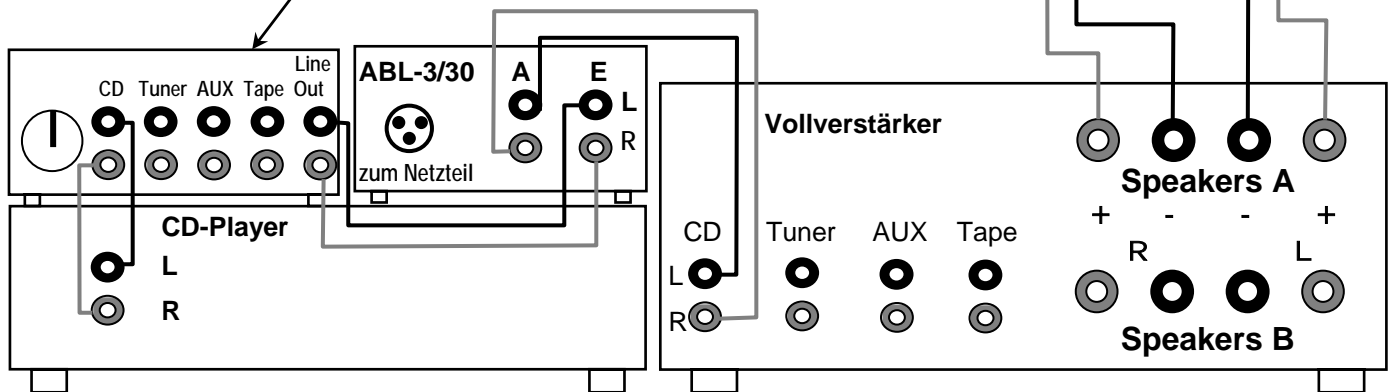 Line
CD Tuner AUX Tape Out
ABL-3/30 A E
L
R
zum Netzteil
CD-Player
L
R
Vollverstärker
Speakers A
+ - - +
R L
CD Tuner AUX Tape
L
R
Speakers B